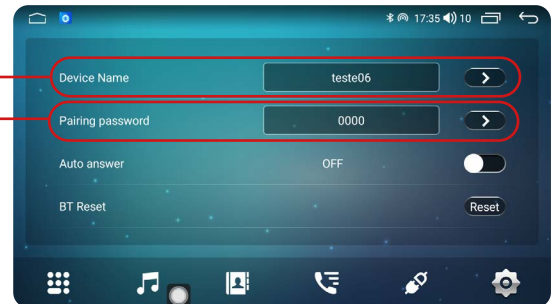 17:35 10
Device Name teste06
Pairing password 0000
Auto answer OFF
BT Reset Reset